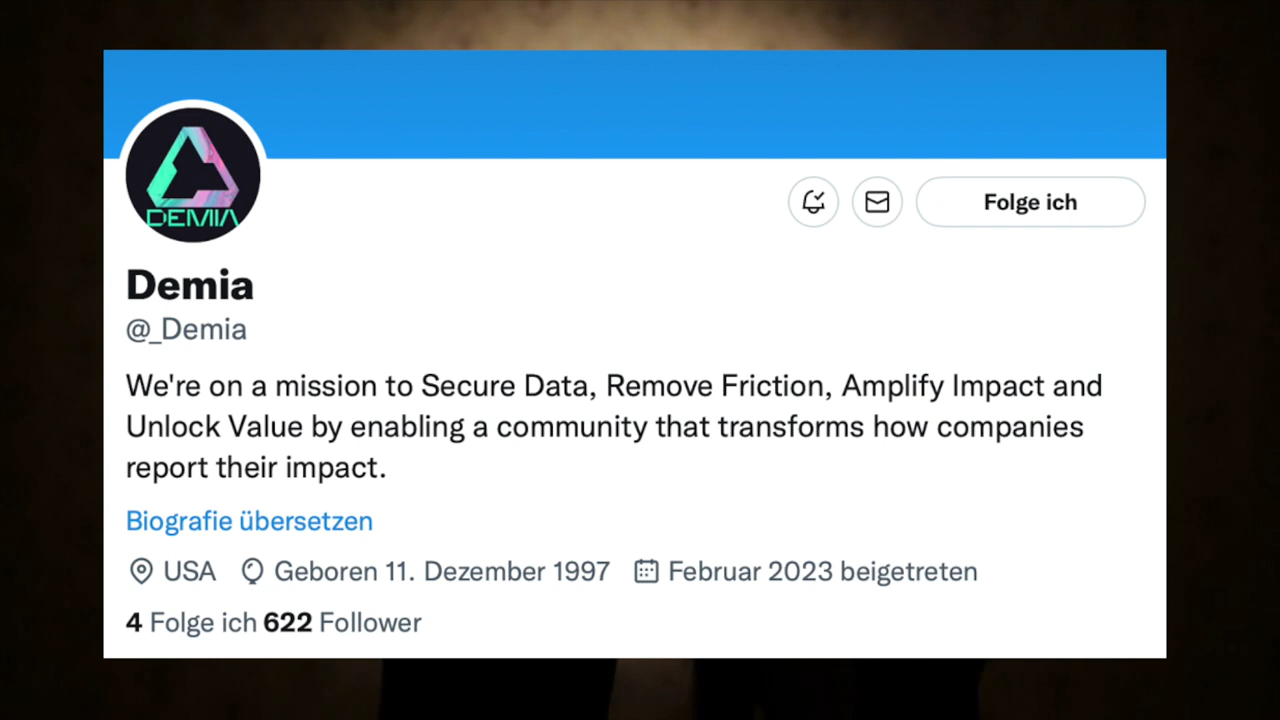 DEMIA
Folge ich
Demia
@_Demia
We're on a mission to Secure Data, Remove Friction, Amplify Impact and
Unlock Value by enabling a community that transforms how companies
report their impact.
Biografie übersetzen
USA Geboren 11. Dezember 1997 Februar 2023 beigetreten
4 Folge ich 622 Follower